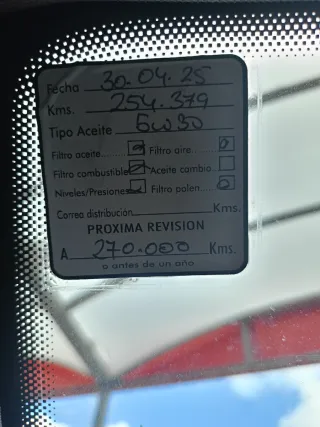 Fecha 30.04.25
Kms. 254.379
Tipo Aceite 5w30
Filtro aceite..... Filtro aire.....
Filtro combustible Aceite cambio
Niveles/Presiones Filtro polen.....
Correa distribución Kms.
PROXIMA REVISION
A 270.000 Kms.
o antes de un año